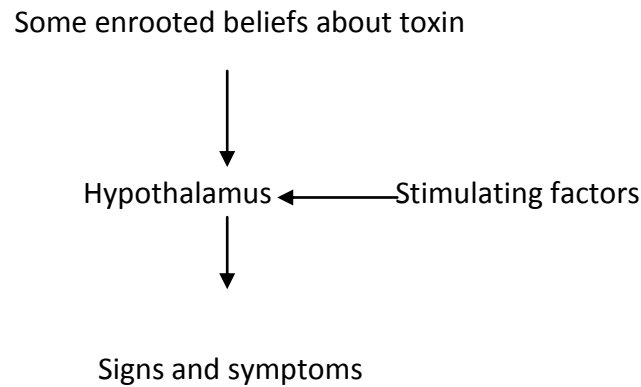 Some enrooted beliefs about toxin
Hypothalamus Stimulating factors
Signs and symptoms